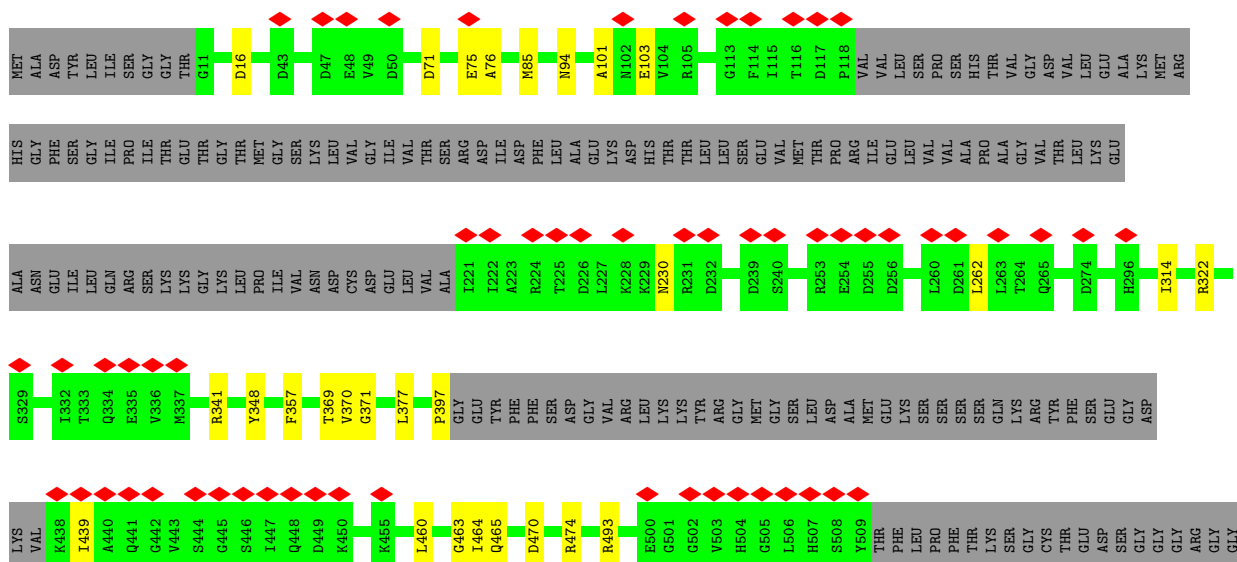 MET ALA ASP TYR LEU ILE SER GLY GLY THR G11 D16 D43 D47 E48 V49 D50 D71 E75 A76 M85 N94 A101 N102 E103 V104 R105 G113 F114 I115 T116 D117 P118 VAL VAL LEU SER PRO SER HIS THR VAL GLY ASP VAL LEU GLU ALA LYS MET ARG
HIS GLY PHE SER GLY ILE PRO ILE THR GLU THR GLY THR MET GLY SER LYS LEU VAL GLY ILE VAL THR SER ARG ASP ILE ASP PHE LEU ALA GLU LYS ASP HIS THR THR LEU LEU SER GLU VAL MET THR PRO ARG ILE GLU LEU VAL VAL ALA PRO ALA GLY VAL THR LEU LYS GLU
ALA ASN GLU ILE LEU GLN ARG SER LYS LYS GLY LYS LEU PRO ILE VAL ASN ASP CYS ASP GLU LEU VAL ALA I221 I222 A223 R224 T225 D226 L227 K228 K229 N230 R231 D232 D239 S240 R253 E254 D255 D256 L260 D261 L262 L263 T264 Q265 D274 H296 I314 R322
S329 I332 T333 Q334 E335 V336 M337 R341 Y348 F357 T369 V370 G371 L377 P397 GLY GLU TYR PHE PHE SER ASP GLY VAL ARG LEU LYS LYS TYR ARG GLY MET GLY SER LEU ASP ALA MET GLU LYS SER SER SER SER GLN LYS ARG TYR PHE SER GLU GLY ASP
LYS VAL K438 I439 A440 Q441 G442 V443 S444 G445 S446 I447 Q448 D449 K450 K455 L460 G463 I464 Q465 D470 R474 R493 E500 G501 G502 V503 H504 G505 L506 H507 S508 Y509 THR PHE LEU PRO PHE THR LYS SER GLY CYS THR GLU ASP SER GLY GLY GLY ARG GLY GLY